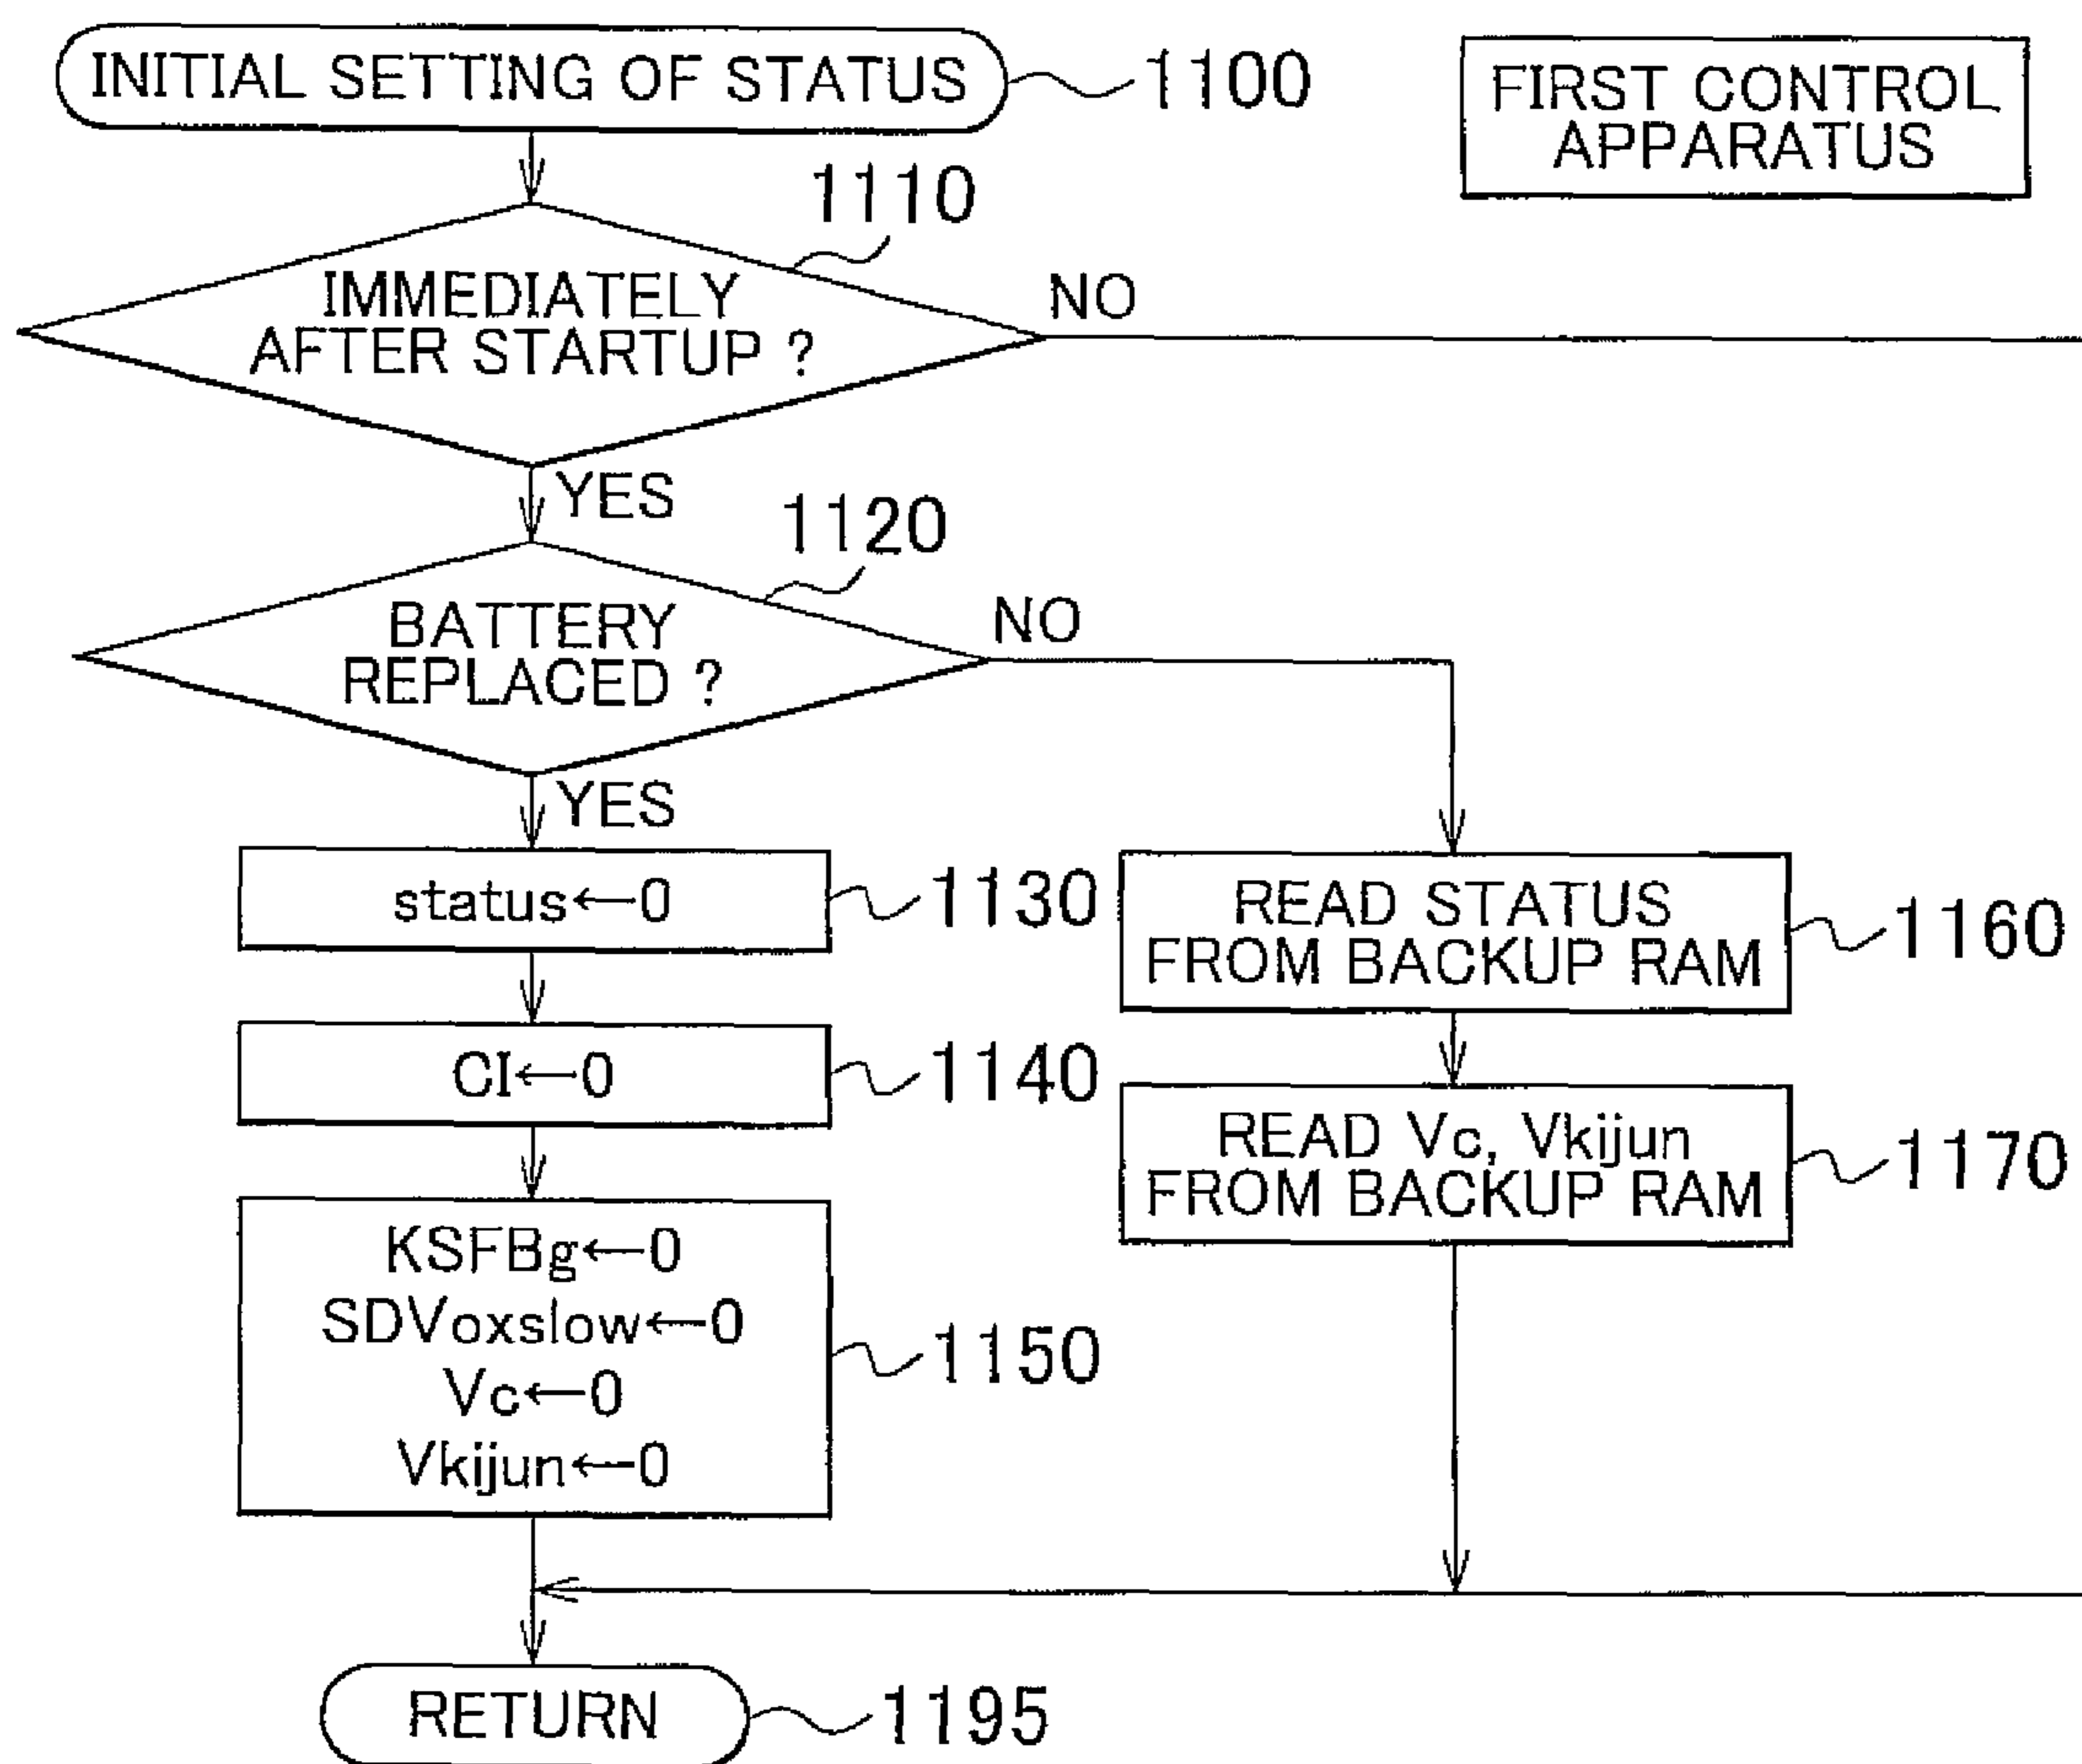 INITIAL SETTING OF STATUS
1100
FIRST CONTROL
APPARATUS
1110
IMMEDIATELY
AFTER STARTUP ?
NO
YES
1120
BATTERY
REPLACED ?
NO
YES
status←0
1130
READ STATUS
FROM BACKUP RAM
1160
CI←0
1140
READ Vc, Vkijun
FROM BACKUP RAM
1170
KSFBg←0
SDVoxslow←0
Vc←0
Vkijun←0
1150
RETURN
1195